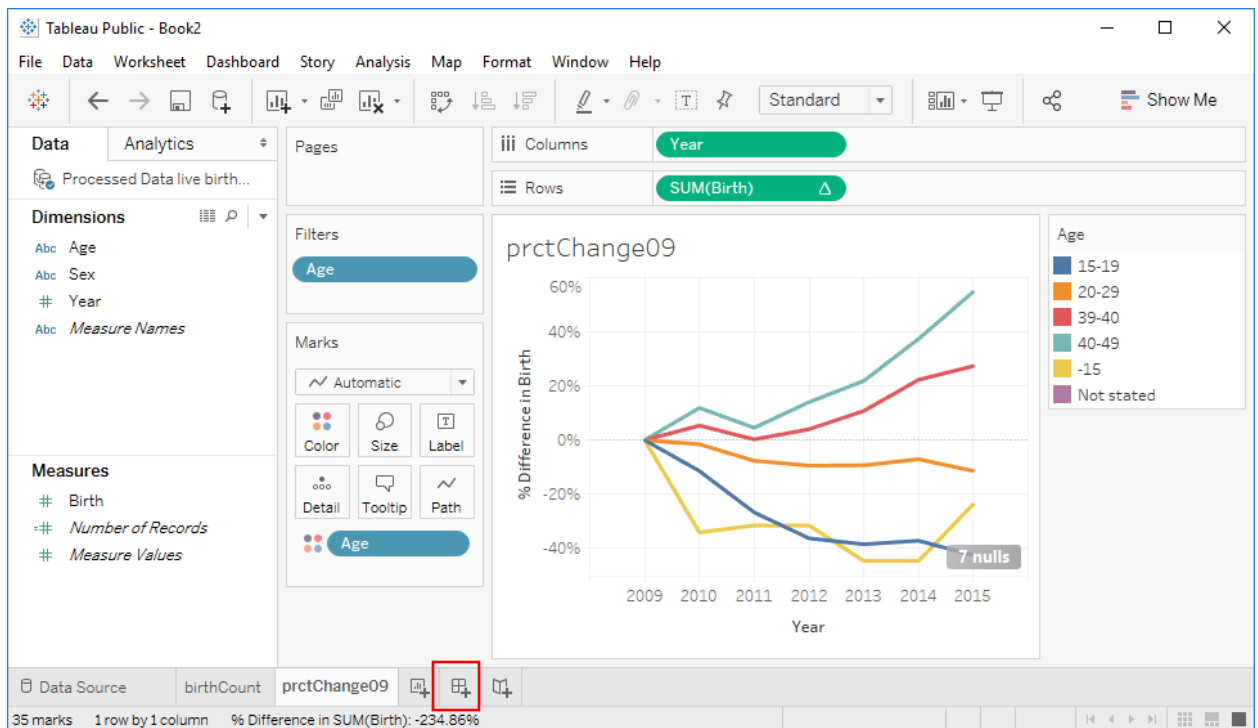 Tableau Public - Book2
File Data Worksheet Dashboard Story Analysis Map Format Window Help
Standard
Show Me
Data Analytics
Processed Data live birth...
Dimensions
Abc Age
Abc Sex
# Year
Abc Measure Names
Measures
# Birth
=# Number of Records
# Measure Values
Pages
Filters
Age
Marks
Automatic
Color Size Label
Detail Tooltip Path
Age
Columns Year
Rows SUM(Birth) Δ
prctChange09
% Difference in Birth
60%
40%
20%
0%
-20%
-40%
7 nulls
2009 2010 2011 2012 2013 2014 2015
Year
Age
15-19
20-29
39-40
40-49
-15
Not stated
Data Source birthCount prctChange09
35 marks 1 row by 1 column % Difference in SUM(Birth): -234.86%